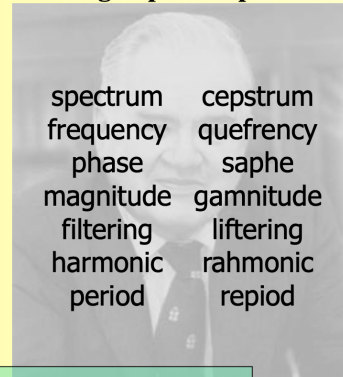 spectrum cepstrum
frequency quefrency
phase saphe
magnitude gamnitude
filtering liftering
harmonic rahmonic
period repiod